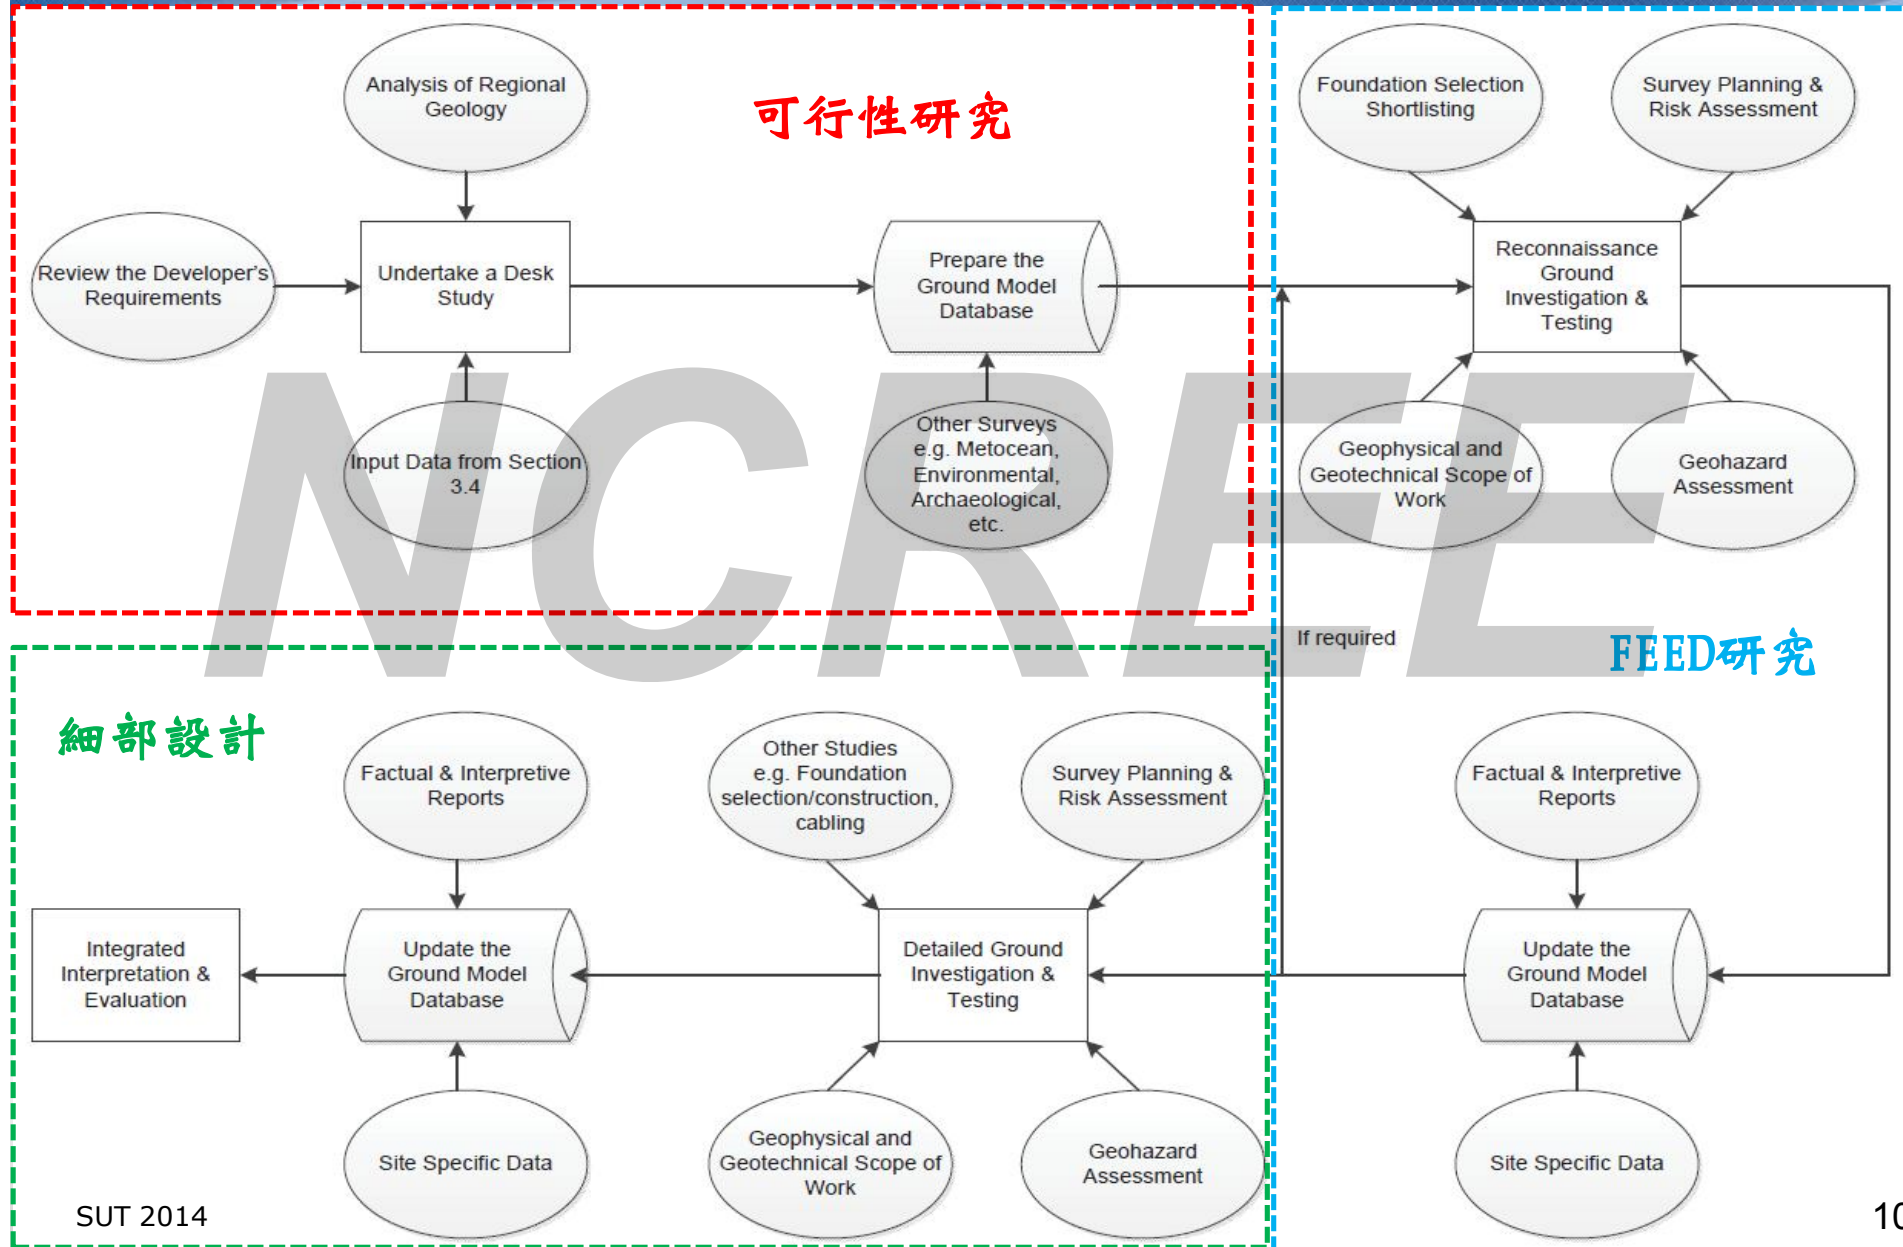 Analysis of Regional
Geology
可行性研究
Review the Developer's
Requirements
Undertake a Desk
Study
Prepare the
Ground Model
Database
Input Data from Section
3.4
Other Surveys
e.g. Metocean,
Environmental,
Archaeological,
etc.
Foundation Selection
Shortlisting
Survey Planning &
Risk Assessment
Reconnaissance
Ground
Investigation &
Testing
Geophysical and
Geotechnical Scope of
Work
Geohazard
Assessment
NCREE
If required
FEED研究
Factual & Interpretive
Reports
Update the
Ground Model
Database
Site Specific Data
細部設計
Factual & Interpretive
Reports
Other Studies
e.g. Foundation
selection/construction,
cabling
Survey Planning &
Risk Assessment
Integrated
Interpretation &
Evaluation
Update the
Ground Model
Database
Detailed Ground
Investigation &
Testing
Site Specific Data
Geophysical and
Geotechnical Scope of
Work
Geohazard
Assessment
SUT 2014
10